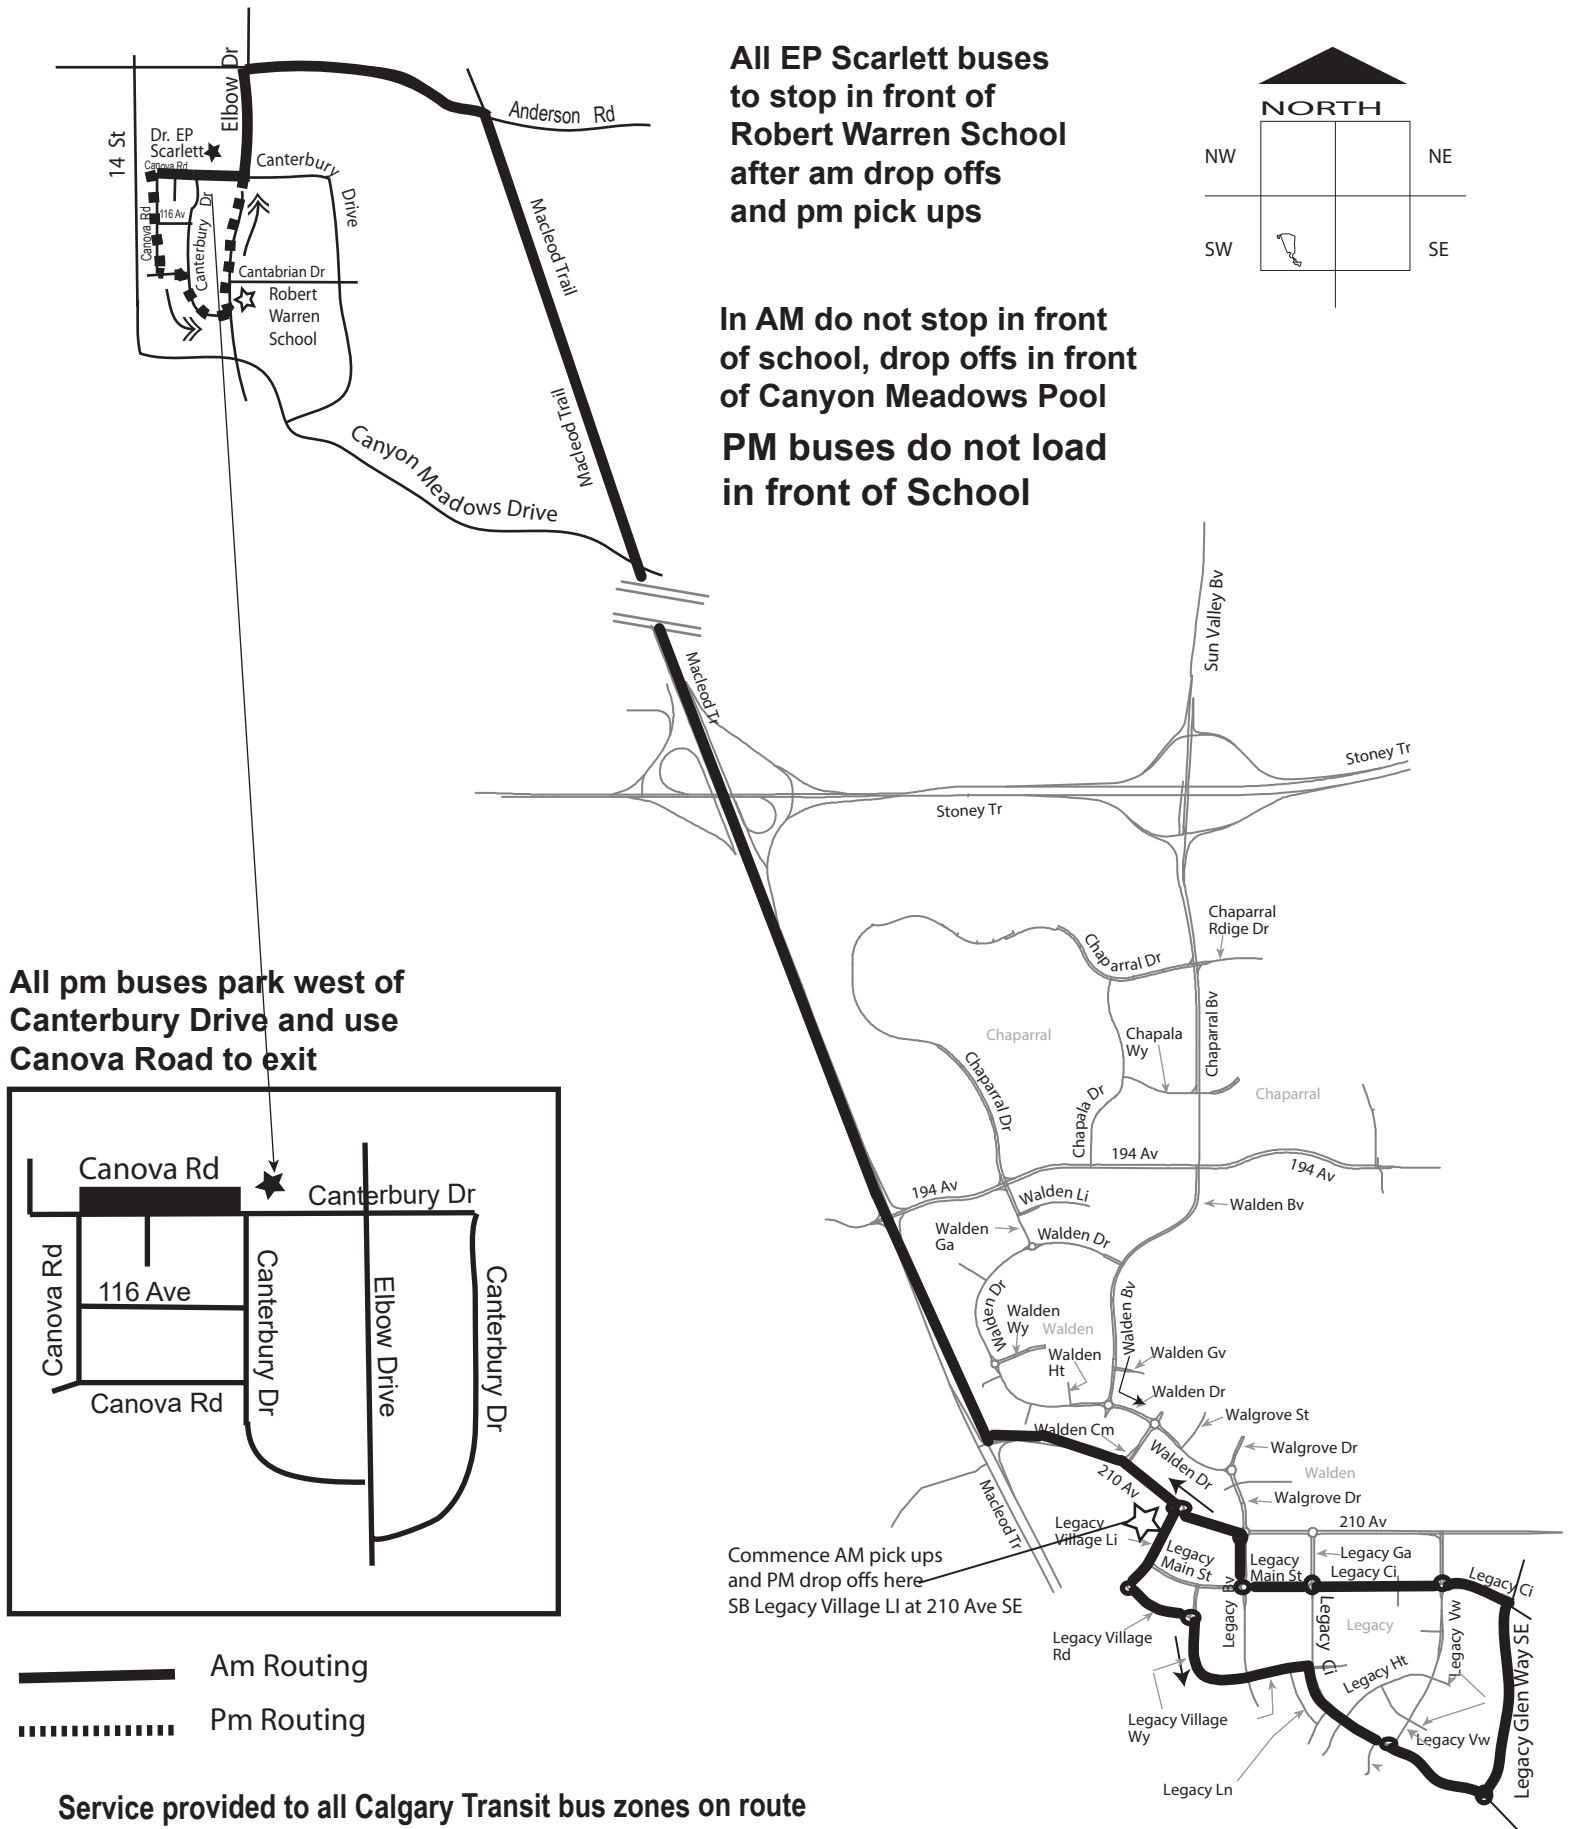 All EP Scarlett buses
to stop in front of
Robert Warren School
after am drop offs
and pm pick ups
NORTH
NW
NE
SW
SE
In AM do not stop in front
of school, drop offs in front
of Canyon Meadows Pool
PM buses do not load
in front of School
Elbow Dr
Anderson Rd
14 St
Dr. EP
Scarlett
Canova Rd
Canterbury
Drive
116 Av
Canova Rd
Canterbury Dr
Cantabrian Dr
Robert
Warren
School
Macleod Trail
Macleod Trail
Canyon Meadows Drive
Sun Valley Bv
Macleod Tr
Stoney Tr
Stoney Tr
Chaparral
Rdige Dr
Chaparral Dr
Chaparral
Chapala
Wy
Chaparral Bv
Chaparral Dr
Chapala Dr
Chaparral
194 Av
194 Av
194 Av
Walden Li
Walden Bv
Walden
Ga
Walden Dr
Walden Dr
Walden
Wy
Walden
Walden Bv
Walden
Ht
Walden Gv
Walden Dr
Walgrove St
Walden Cm
Walgrove Dr
Walden
Walden Dr
210 Av
Walgrove Dr
Macleod Tr
Legacy
Village Li
210 Av
Legacy
Main St
Legacy
Main St
Legacy Ga
Legacy Ci
Legacy Ci
Commence AM pick ups
and PM drop offs here
SB Legacy Village LI at 210 Ave SE
Legacy Bv
Legacy Ci
Legacy
Legacy Vw
Legacy Glen Way SE
Legacy Village
Rd
Legacy Ht
Legacy Village
Wy
Legacy Vw
Legacy Ln
All pm buses park west of
Canterbury Drive and use
Canova Road to exit
Canova Rd
Canterbury Dr
Canova Rd
116 Ave
Canterbury Dr
Elbow Drive
Canterbury Dr
Canova Rd
Am Routing
Pm Routing
Service provided to all Calgary Transit bus zones on route